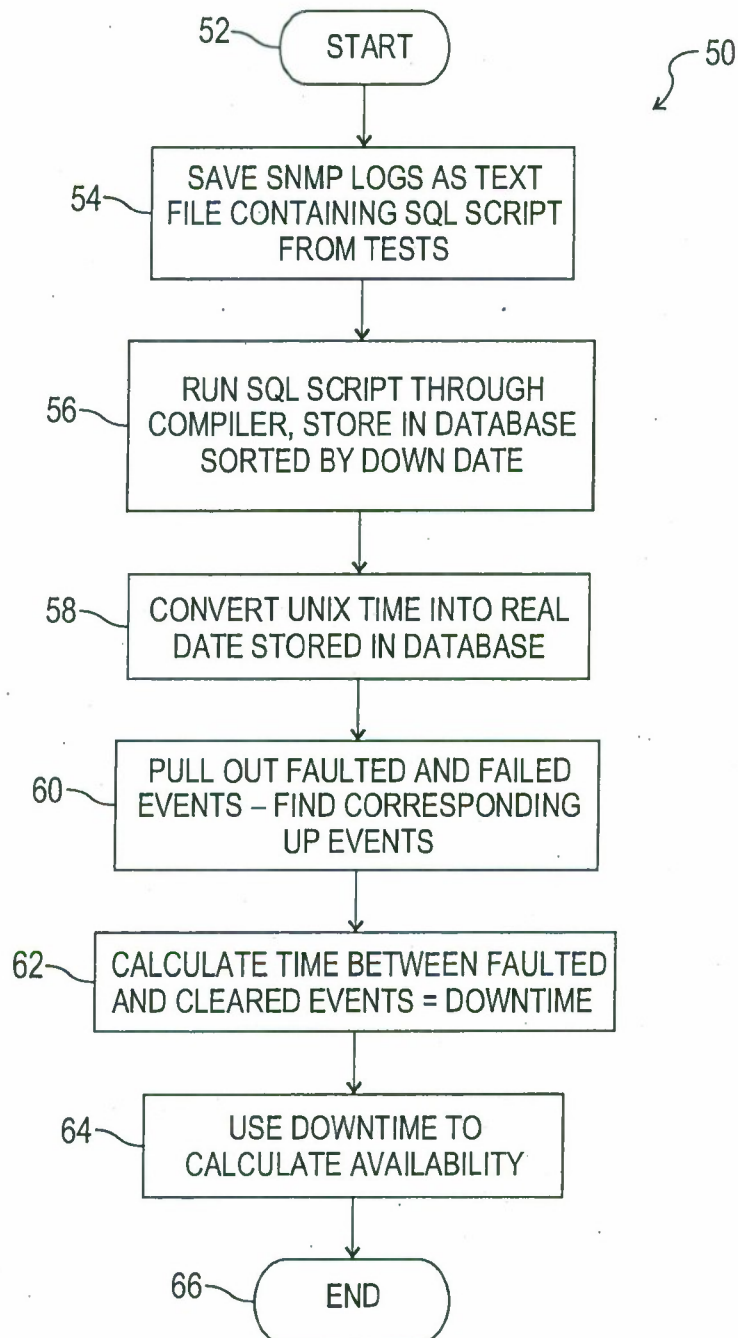 52
START
50
54
SAVE SNMP LOGS AS TEXT
FILE CONTAINING SQL SCRIPT
FROM TESTS
56
RUN SQL SCRIPT THROUGH
COMPILER, STORE IN DATABASE
SORTED BY DOWN DATE
58
CONVERT UNIX TIME INTO REAL
DATE STORED IN DATABASE
60
PULL OUT FAULTED AND FAILED
EVENTS – FIND CORRESPONDING
UP EVENTS
62
CALCULATE TIME BETWEEN FAULTED
AND CLEARED EVENTS = DOWNTIME
64
USE DOWNTIME TO
CALCULATE AVAILABILITY
66
END